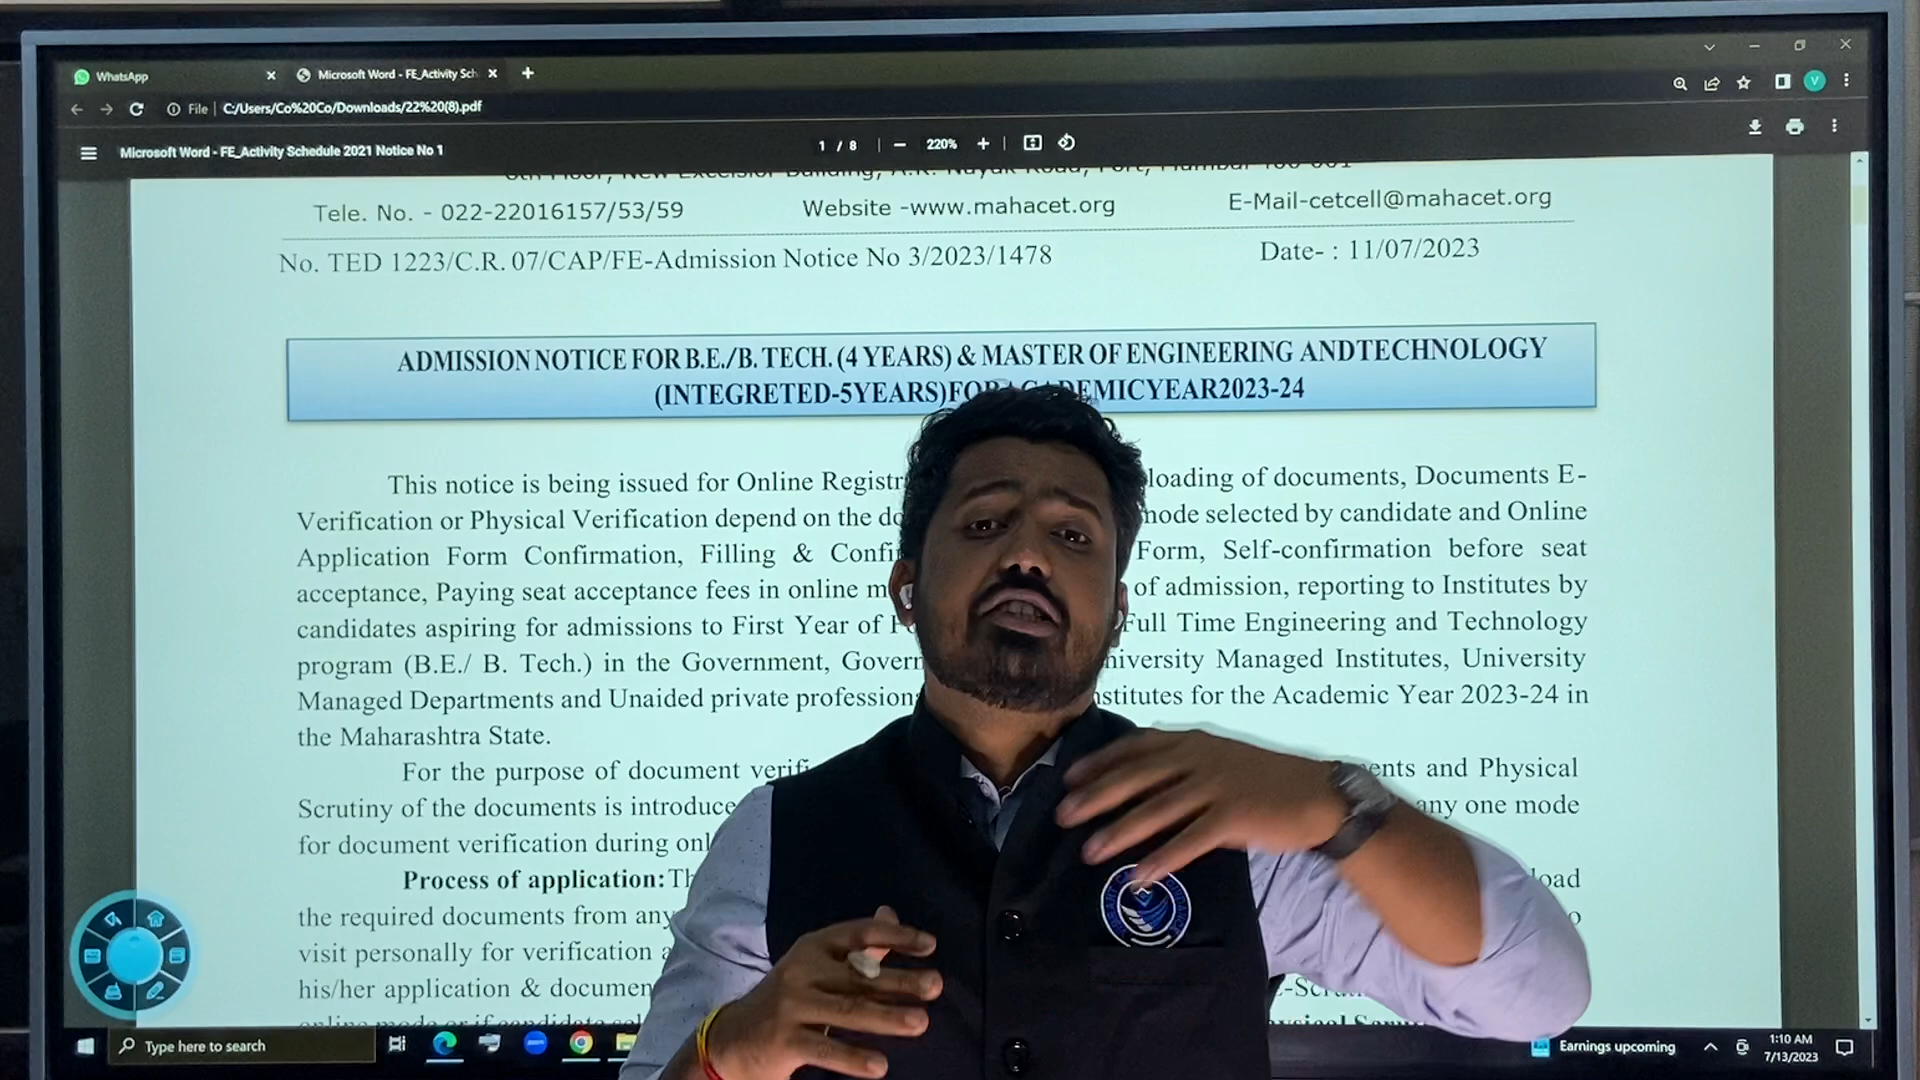 WhatsApp
Microsoft Word - FE_Activity Sch
File
C:/Users/Co%20Co/Downloads/22%20(8).pdf
V
Microsoft Word - FE_Activity Schedule 2021 Notice No 1
1 / 8
220%
Tele. No. - 022-22016157/53/59 Website -www.mahacet.org E-Mail-cetcell@mahacet.org
No. TED 1223/C.R. 07/CAP/FE-Admission Notice No 3/2023/1478 Date- : 11/07/2023
ADMISSION NOTICE FOR B.E./B. TECH. (4 YEARS) & MASTER OF ENGINEERING ANDTECHNOLOGY
(INTEGRETED-5YEARS)FOR ACADEMICYEAR2023-24
This notice is being issued for Online Registr loading of documents, Documents E-
Verification or Physical Verification depend on the do mode selected by candidate and Online
Application Form Confirmation, Filling & Confi Form, Self-confirmation before seat
acceptance, Paying seat acceptance fees in online m of admission, reporting to Institutes by
candidates aspiring for admissions to First Year of Full Time Engineering and Technology
program (B.E./ B. Tech.) in the Government, Govern niversity Managed Institutes, University
Managed Departments and Unaided private profession stitutes for the Academic Year 2023-24 in
the Maharashtra State.
For the purpose of document verifi ents and Physical
Scrutiny of the documents is introduce any one mode
for document verification during onl
Process of application: Th load
the required documents from any
visit personally for verification a
his/her application & documen
Type here to search
Earnings upcoming
1:10 AM
7/13/2023